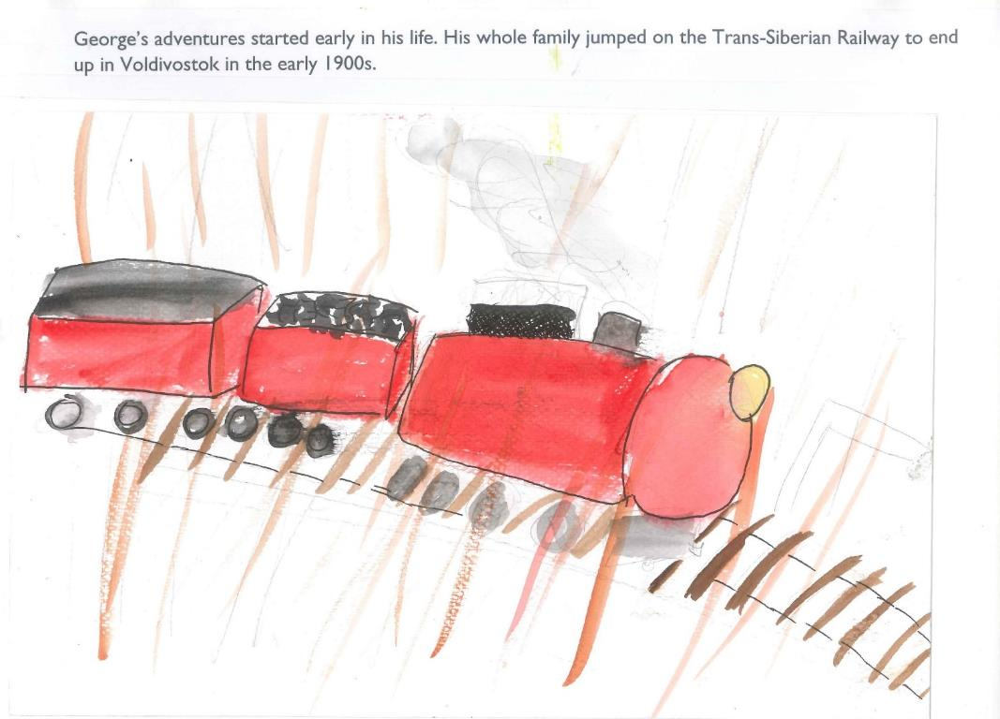 George's adventures started early in his life. His whole family jumped on the Trans-Siberian Railway to end
up in Voldivostok in the early 1900s.